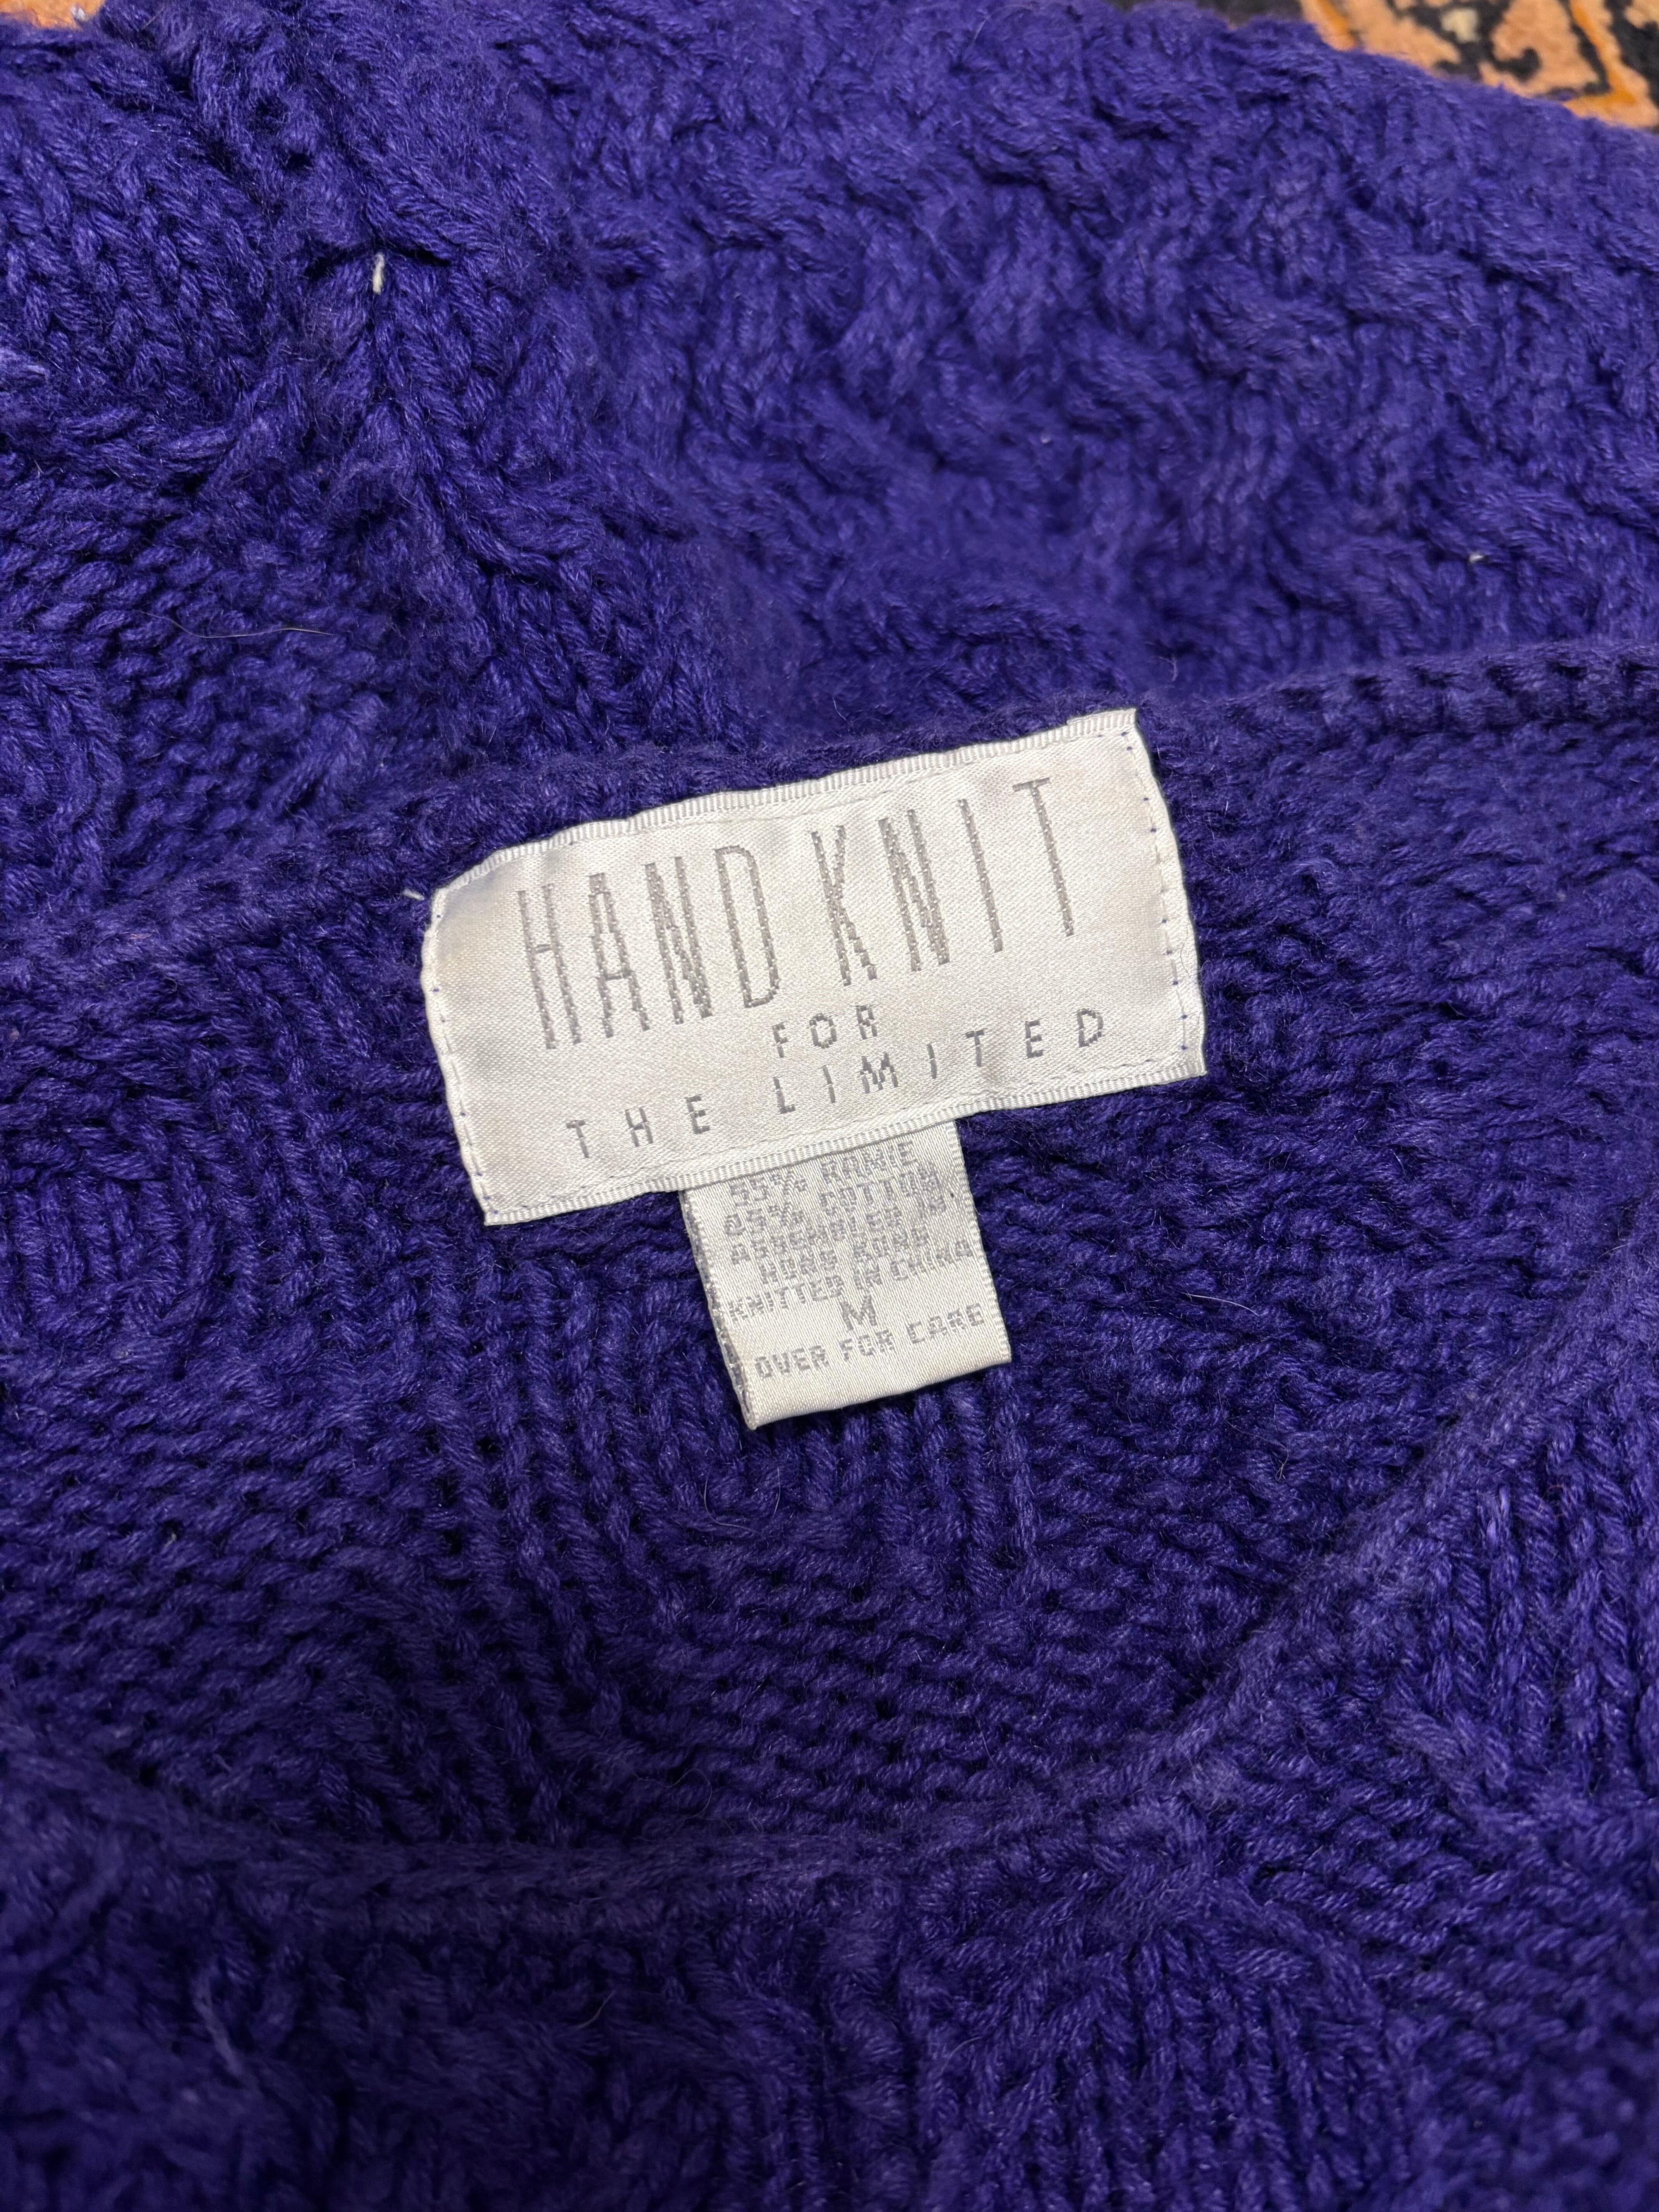 HAND KNIT
FOR
THE LIMITED
55% RAMIE
45% COTTON
ASSEMBLED IN
HONG KONG
KNITTED IN CHINA
M
OVER FOR CARE